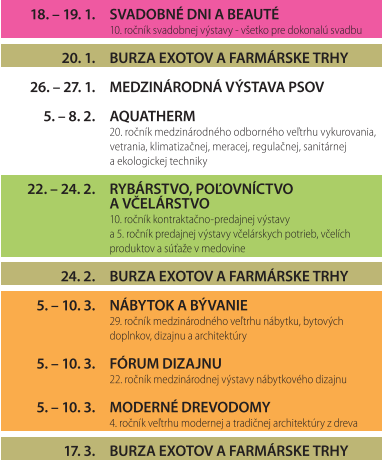 18. – 19. 1. SVADOBNÉ DNI A BEAUTÉ
10. ročník svadobnej výstavy - všetko pre dokonalú svadbu
20. 1. BURZA EXOTOV A FARMÁRSKE TRHY
26. – 27. 1. MEDZINÁRODNÁ VÝSTAVA PSOV
5. – 8. 2. AQUATHERM
20. ročník medzinárodného odborného veľtrhu vykurovania,
vetrania, klimatizačnej, meracej, regulačnej, sanitárnej
a ekologickej techniky
22. – 24. 2. RYBÁRSTVO, POĽOVNÍCTVO
A VČELÁRSTVO
10. ročník kontraktačno-predajnej výstavy
a 5. ročník predajnej výstavy včelárskych potrieb, včelích
produktov a súťaže v medovine
24. 2. BURZA EXOTOV A FARMÁRSKE TRHY
5. – 10. 3. NÁBYTOK A BÝVANIE
29. ročník medzinárodného veľtrhu nábytku, bytových
doplnkov, dizajnu a architektúry
5. – 10. 3. FÓRUM DIZAJNU
22. ročník medzinárodnej výstavy nábytkového dizajnu
5. – 10. 3. MODERNÉ DREVODOMY
4. ročník veľtrhu modernej a tradičnej architektúry z dreva
17. 3. BURZA EXOTOV A FARMÁRSKE TRHY